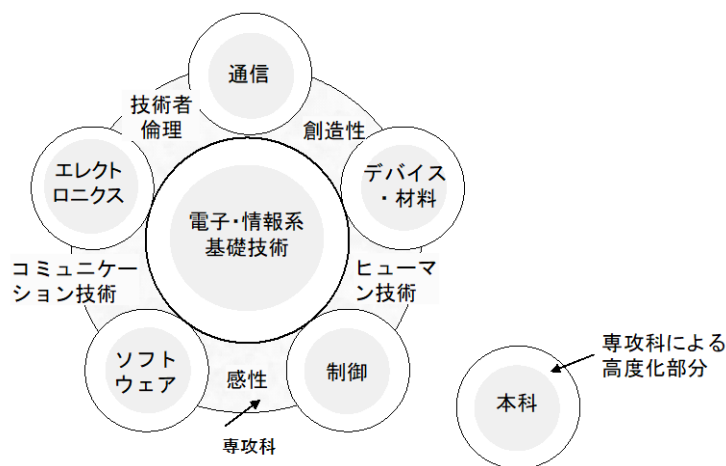 通信
技術者
倫理
創造性
エレクト
ロニクス
デバイス
・材料
電子・情報系
基礎技術
コミュニケー
ション技術
ヒューマ
ン技術
ソフト
ウェア
感性
制御
専攻科
専攻科による
高度化部分
本科